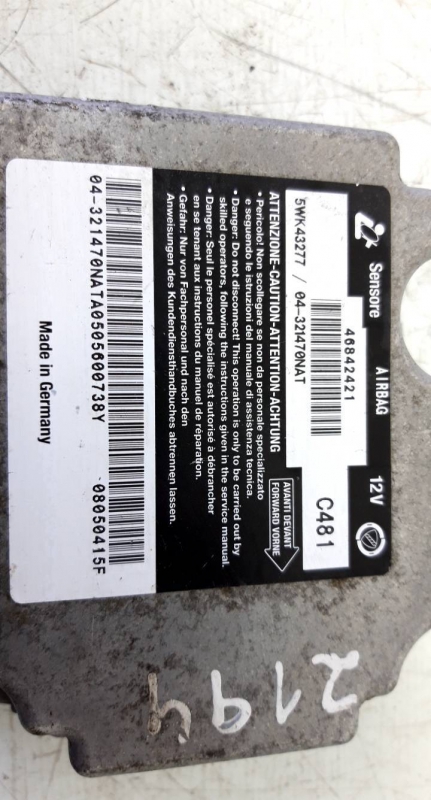 Sensore AIRBAG 12V
46842421
5WK43277 / 04-321470NAT C481
AVANTI DEVANT
FORWARD VORNE
ATTENZIONE-CAUTION-ATTENTION-ACHTUNG
• Pericolo! Non scollegare se non da personale specializzato
e seguendo le istruzioni del manuale di assistenza tecnica.
• Danger: Do not disconnect! This operation is only to be carried out by
skilled operators, following the instructions given in the service manual.
• Danger: Seul le personel spécialisé est autorisé à débrancher
en se tenant aux instructions du manuel de réparation.
• Gefahr: Nur von Fachpersonal und nach den
Anweisungen des Kundendiensthandbuches abtrennen lassen.
04-321470NATA0505600738Y 08050415F
Made in Germany
2194